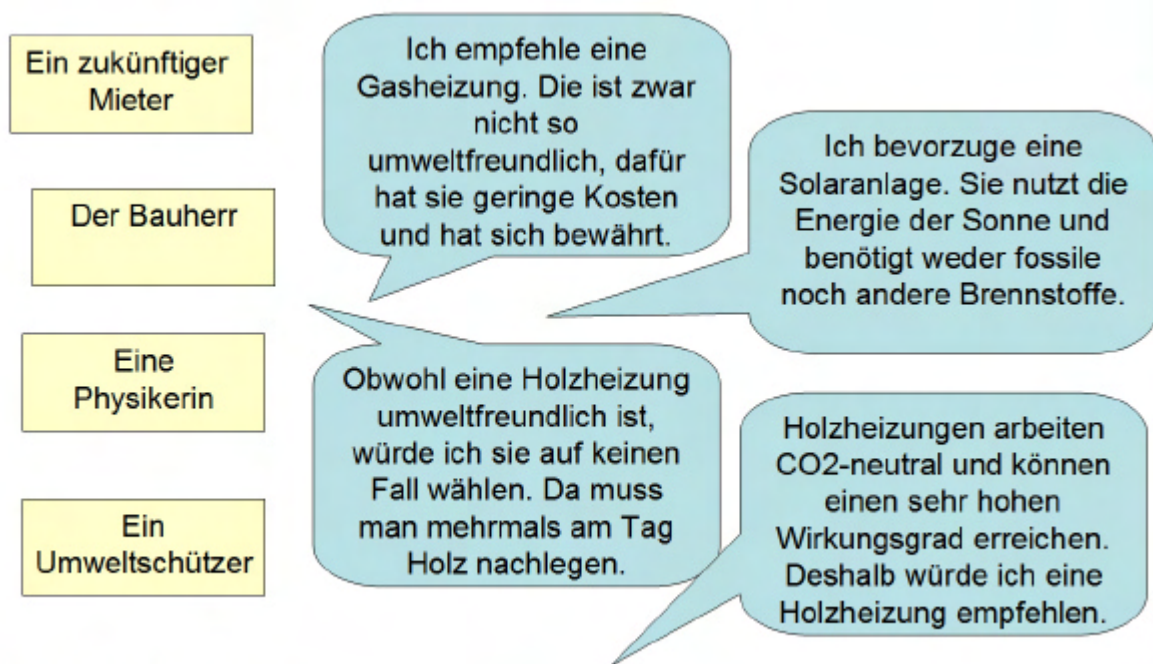 Ein zukünftiger
Mieter
Der Bauherr
Eine
Physikerin
Ein
Umweltschützer
Ich empfehle eine
Gasheizung. Die ist zwar
nicht so
umweltfreundlich, dafür
hat sie geringe Kosten
und hat sich bewährt.
Ich bevorzuge eine
Solaranlage. Sie nutzt die
Energie der Sonne und
benötigt weder fossile
noch andere Brennstoffe.
Obwohl eine Holzheizung
umweltfreundlich ist,
würde ich sie auf keinen
Fall wählen. Da muss
man mehrmals am Tag
Holz nachlegen.
Holzheizungen arbeiten
CO2-neutral und können
einen sehr hohen
Wirkungsgrad erreichen.
Deshalb würde ich eine
Holzheizung empfehlen.